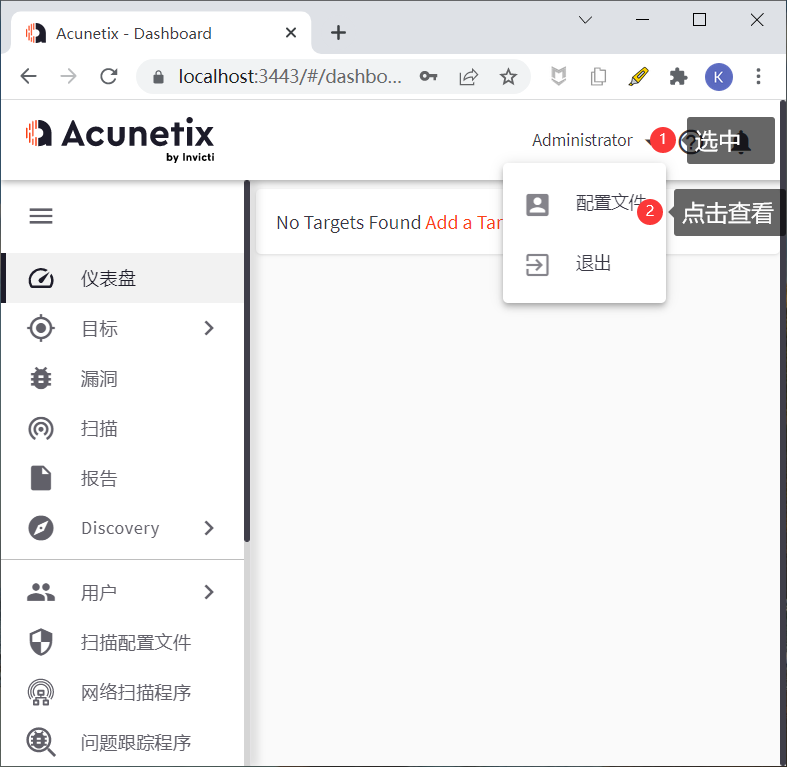 Acunetix - Dashboard
localhost:3443/#/dashbo...
K
Acunetix
by Invicti
Administrator
1
选中
配置文件
2
点击查看
退出
No Targets Found Add a Tar
仪表盘
目标
漏洞
扫描
报告
Discovery
用户
扫描配置文件
网络扫描程序
问题跟踪程序